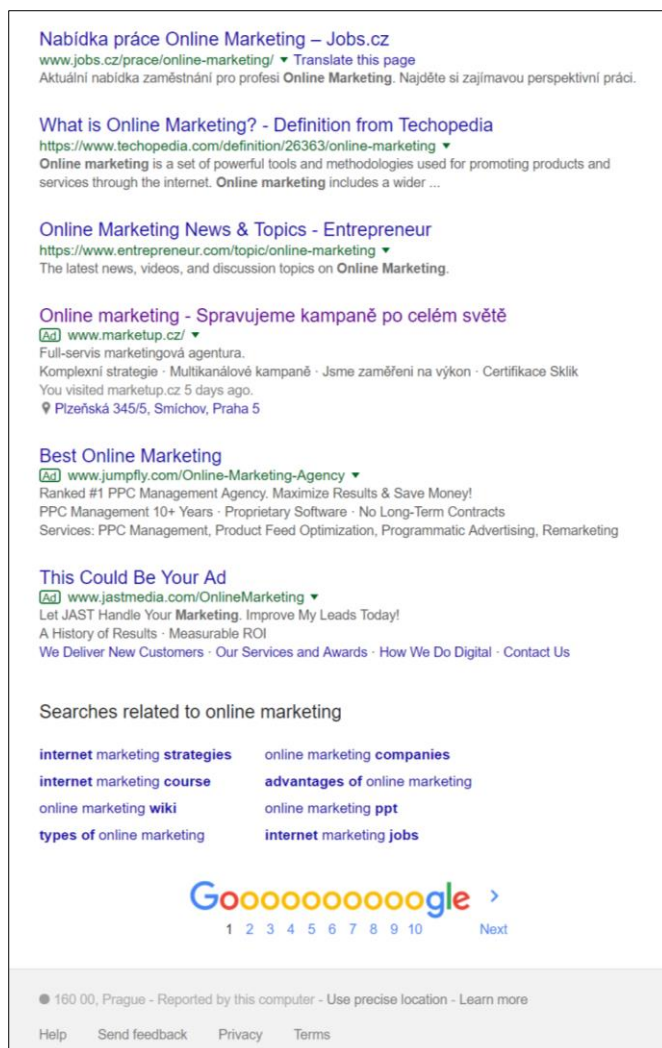 Nabídka práce Online Marketing – Jobs.cz
www.jobs.cz/prace/online-marketing/ ▼ Translate this page
Aktuální nabídka zaměstnání pro profesi Online Marketing. Najděte si zajímavou perspektivní práci.
What is Online Marketing? - Definition from Techopedia
https://www.techopedia.com/definition/26363/online-marketing ▼
Online marketing is a set of powerful tools and methodologies used for promoting products and
services through the internet. Online marketing includes a wider ...
Online Marketing News & Topics - Entrepreneur
https://www.entrepreneur.com/topic/online-marketing ▼
The latest news, videos, and discussion topics on Online Marketing.
Online marketing - Spravujeme kampaně po celém světě
Ad www.marketup.cz/ ▼
Full-servis marketingová agentura.
Komplexní strategie · Multikanálové kampaně · Jsme zaměřeni na výkon · Certifikace Sklik
You visited marketup.cz 5 days ago.
Plzeňská 345/5, Smíchov, Praha 5
Best Online Marketing
Ad www.jumpfly.com/Online-Marketing-Agency ▼
Ranked #1 PPC Management Agency. Maximize Results & Save Money!
PPC Management 10+ Years · Proprietary Software · No Long-Term Contracts
Services: PPC Management, Product Feed Optimization, Programmatic Advertising, Remarketing
This Could Be Your Ad
Ad www.jastmedia.com/OnlineMarketing ▼
Let JAST Handle Your Marketing. Improve My Leads Today!
A History of Results · Measurable ROI
We Deliver New Customers · Our Services and Awards · How We Do Digital · Contact Us
Searches related to online marketing
internet marketing strategies online marketing companies
internet marketing course advantages of online marketing
online marketing wiki online marketing ppt
types of online marketing internet marketing jobs
Goooooooooogle >
1 2 3 4 5 6 7 8 9 10 Next
160 00, Prague - Reported by this computer - Use precise location - Learn more
Help Send feedback Privacy Terms